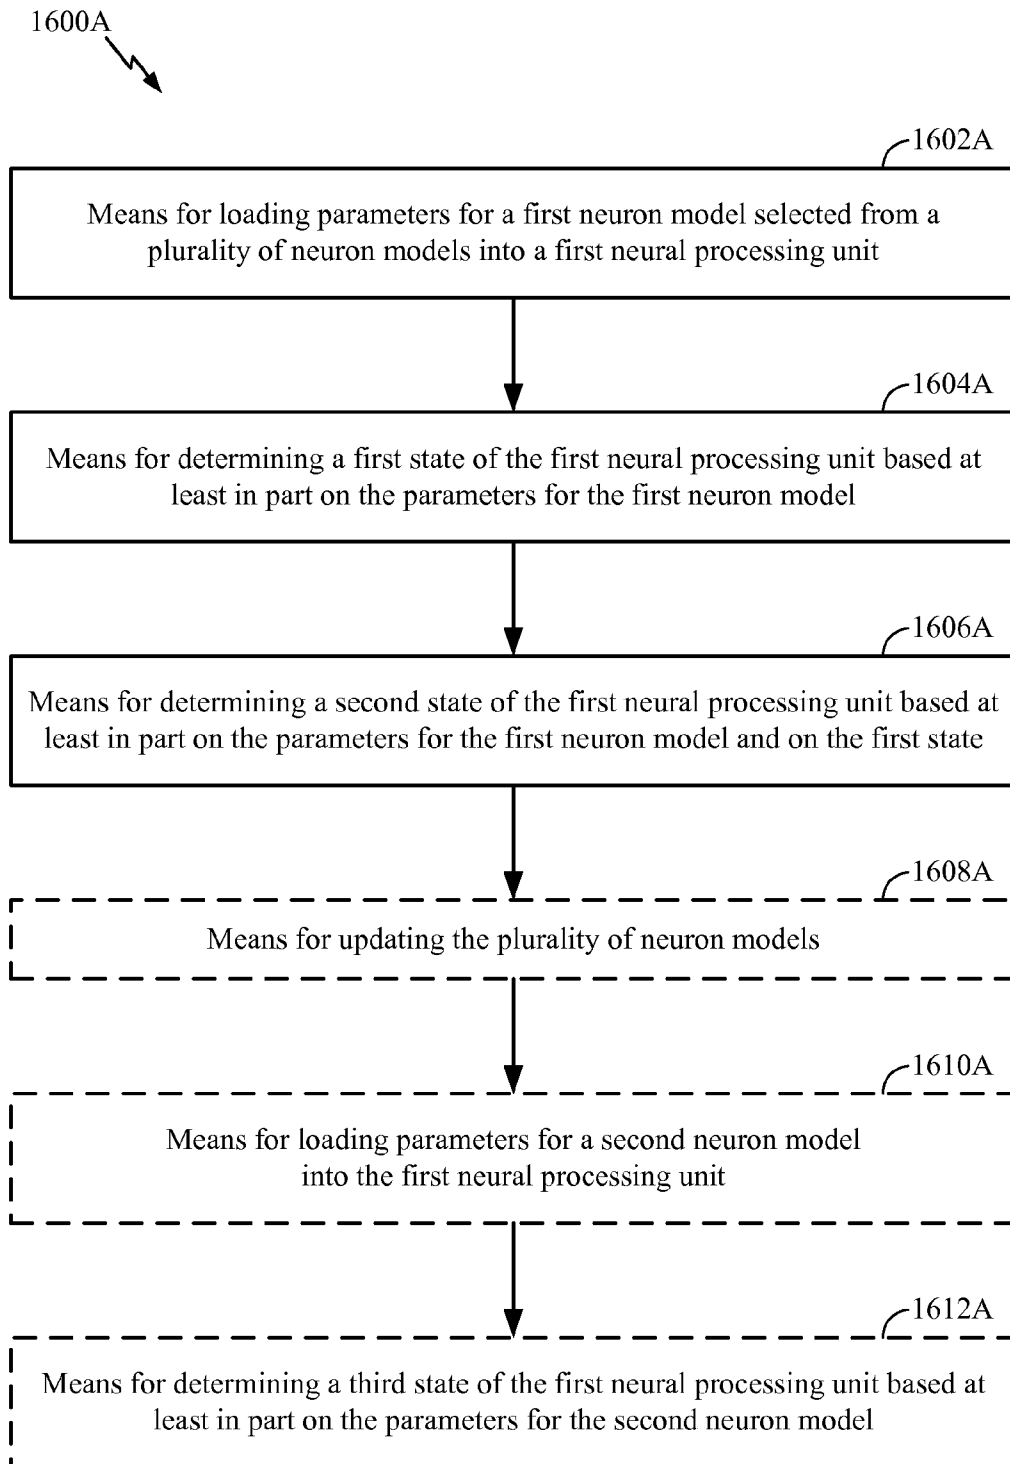 1600A
1602A
Means for loading parameters for a first neuron model selected from a
plurality of neuron models into a first neural processing unit
1604A
Means for determining a first state of the first neural processing unit based at
least in part on the parameters for the first neuron model
1606A
Means for determining a second state of the first neural processing unit based at
least in part on the parameters for the first neuron model and on the first state
1608A
Means for updating the plurality of neuron models
1610A
Means for loading parameters for a second neuron model
into the first neural processing unit
1612A
Means for determining a third state of the first neural processing unit based at
least in part on the parameters for the second neuron model